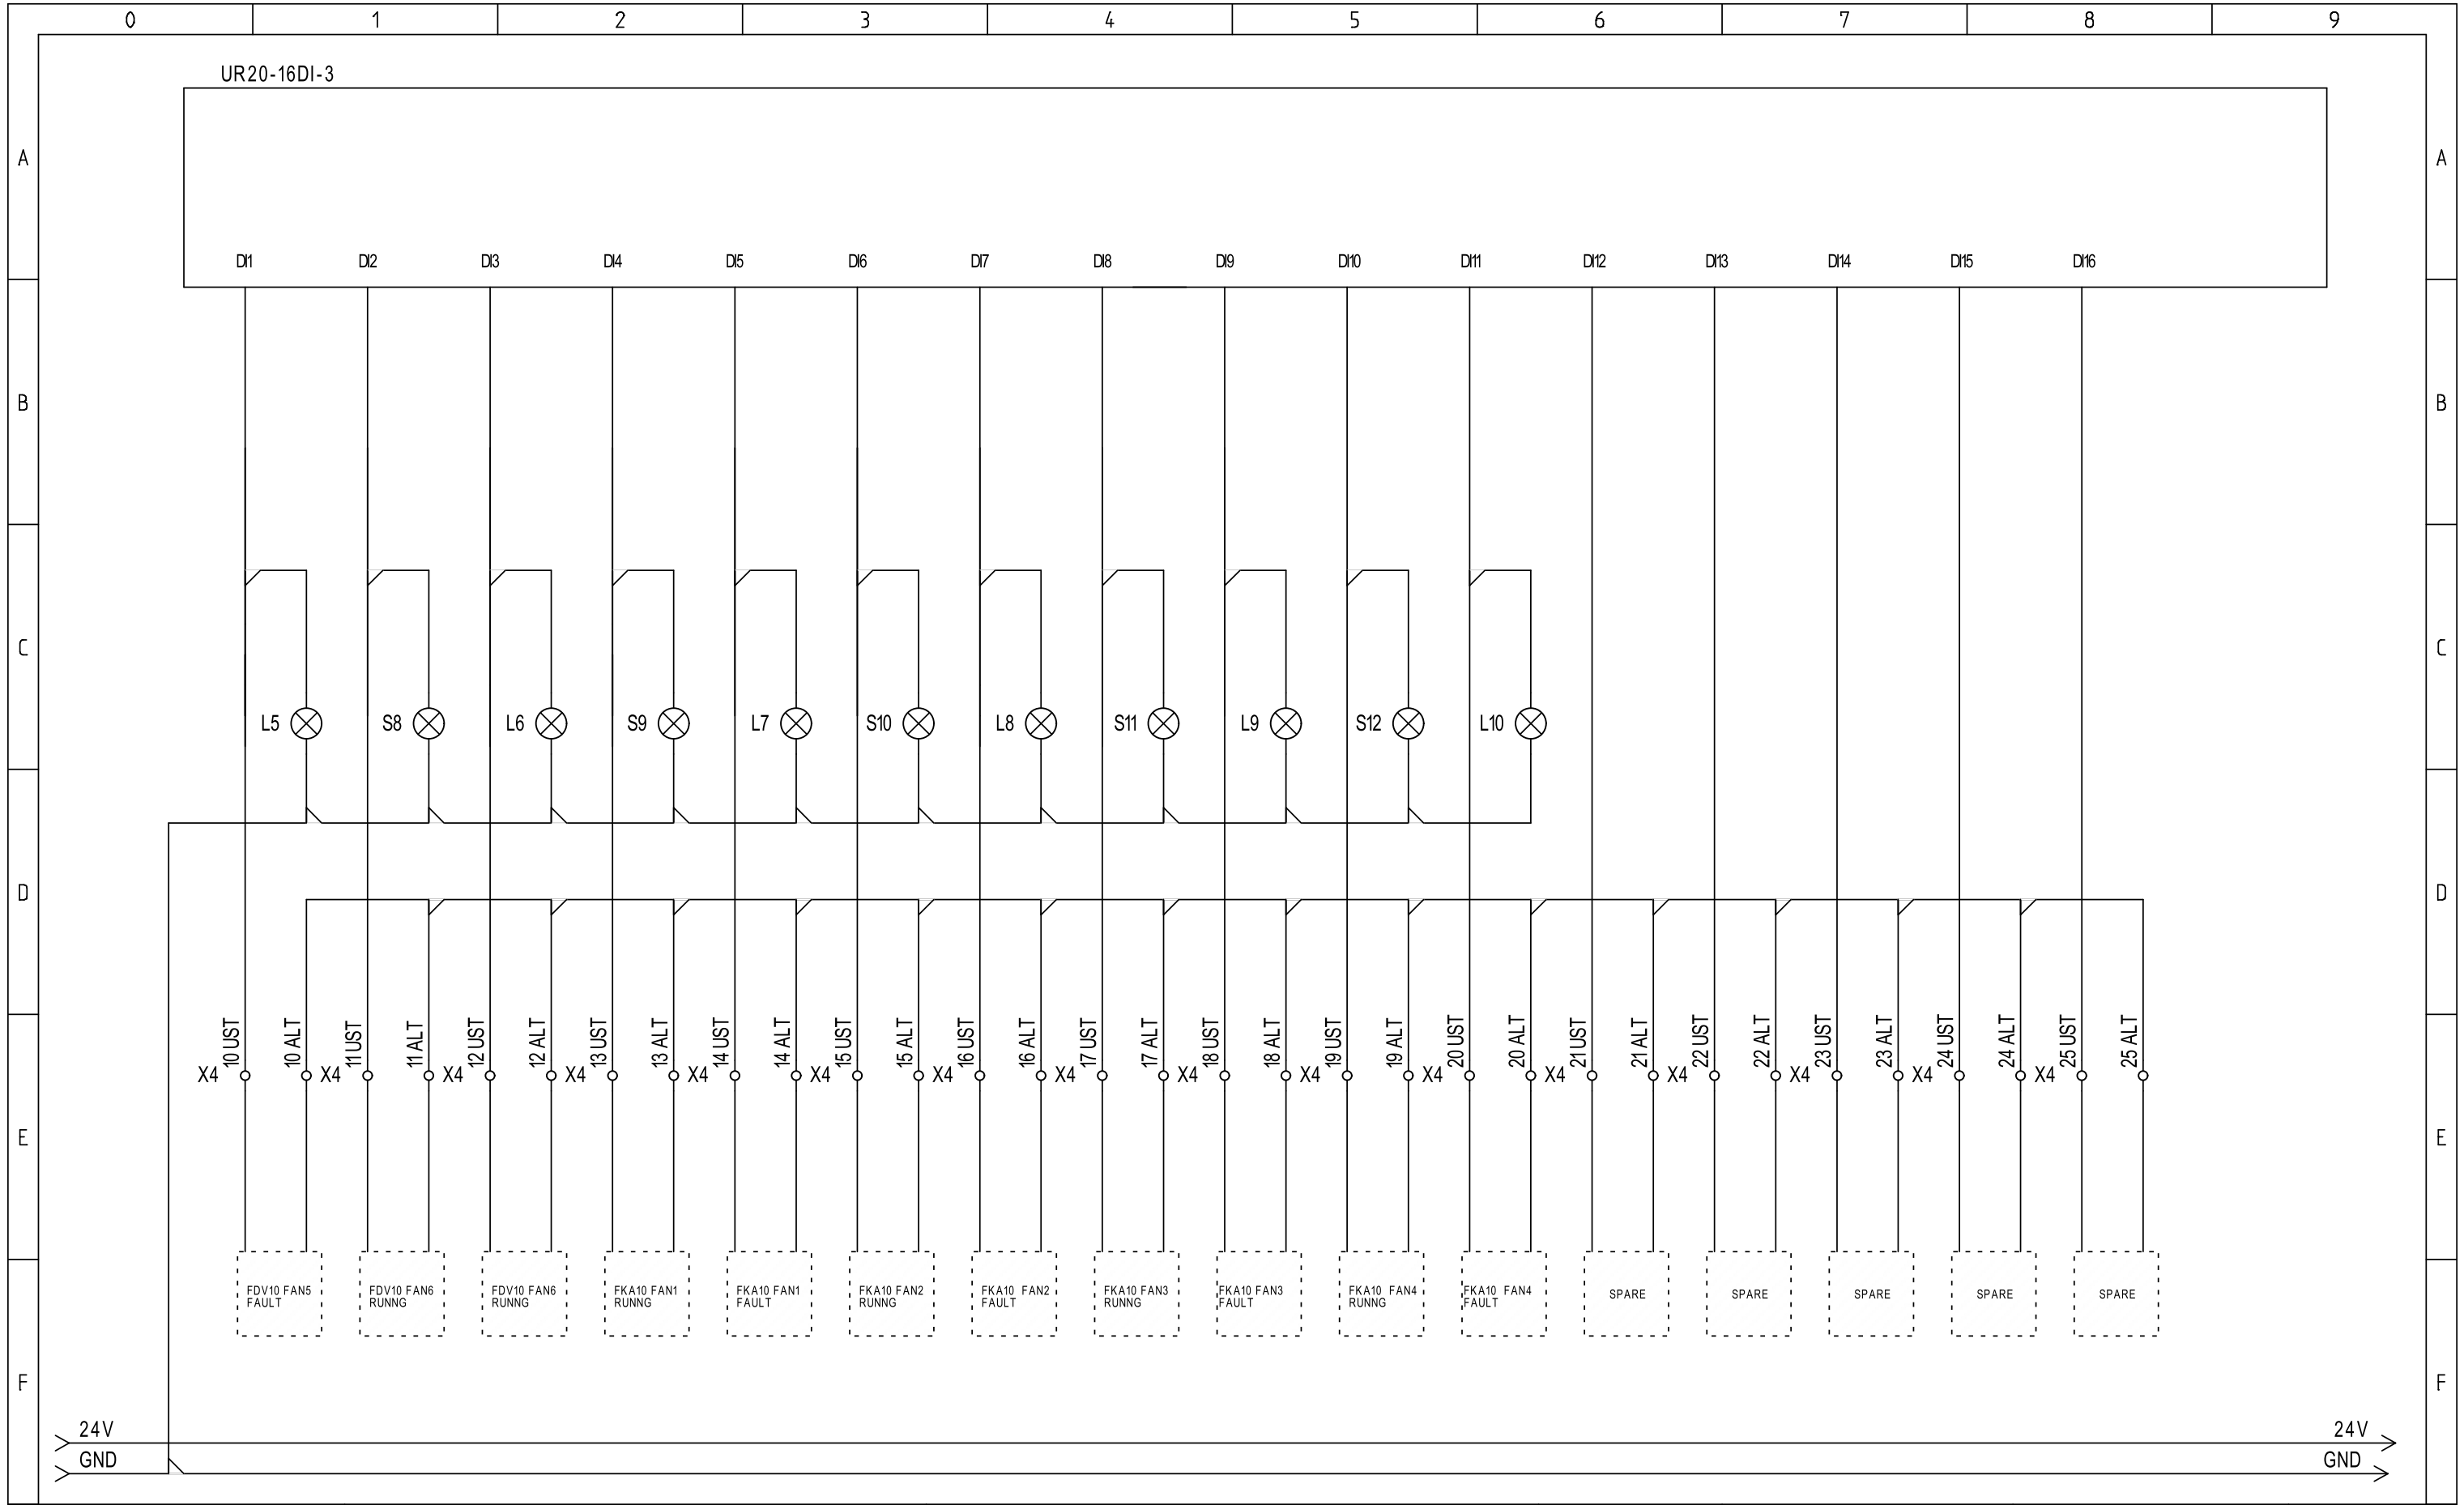 0 1 2 3 4 5 6 7 8 9
UR20-16DI-3
A A
DI1 DI2 DI3 DI4 DI5 DI6 DI7 DI8 DI9 DI10 DI11 DI12 DI13 DI14 DI15 DI16
B B
C C
L5 S8 L6 S9 L7 S10 L8 S11 L9 S12 L10
D D
10 UST 10 ALT 11 UST 11 ALT 12 UST 12 ALT 13 UST 13 ALT 14 UST 14 ALT 15 UST 15 ALT 16 UST 16 ALT 17 UST 17 ALT 18 UST 18 ALT 19 UST 19 ALT 20 UST 20 ALT 21 UST 21 ALT 22 UST 22 ALT 23 UST 23 ALT 24 UST 24 ALT 25 UST 25 ALT
X4 X4 X4 X4 X4 X4 X4 X4 X4 X4 X4 X4 X4 X4 X4 X4
E E
FDV10 FAN5
FAULT
FDV10 FAN6
RUNNG
FDV10 FAN6
RUNNG
FKA10 FAN1
RUNNG
FKA10 FAN1
FAULT
FKA10 FAN2
RUNNG
FKA10 FAN2
FAULT
FKA10 FAN3
RUNNG
FKA10 FAN3
FAULT
FKA10 FAN4
RUNNG
FKA10 FAN4
FAULT
SPARE
SPARE
SPARE
SPARE
SPARE
F F
24V 24V
GND GND